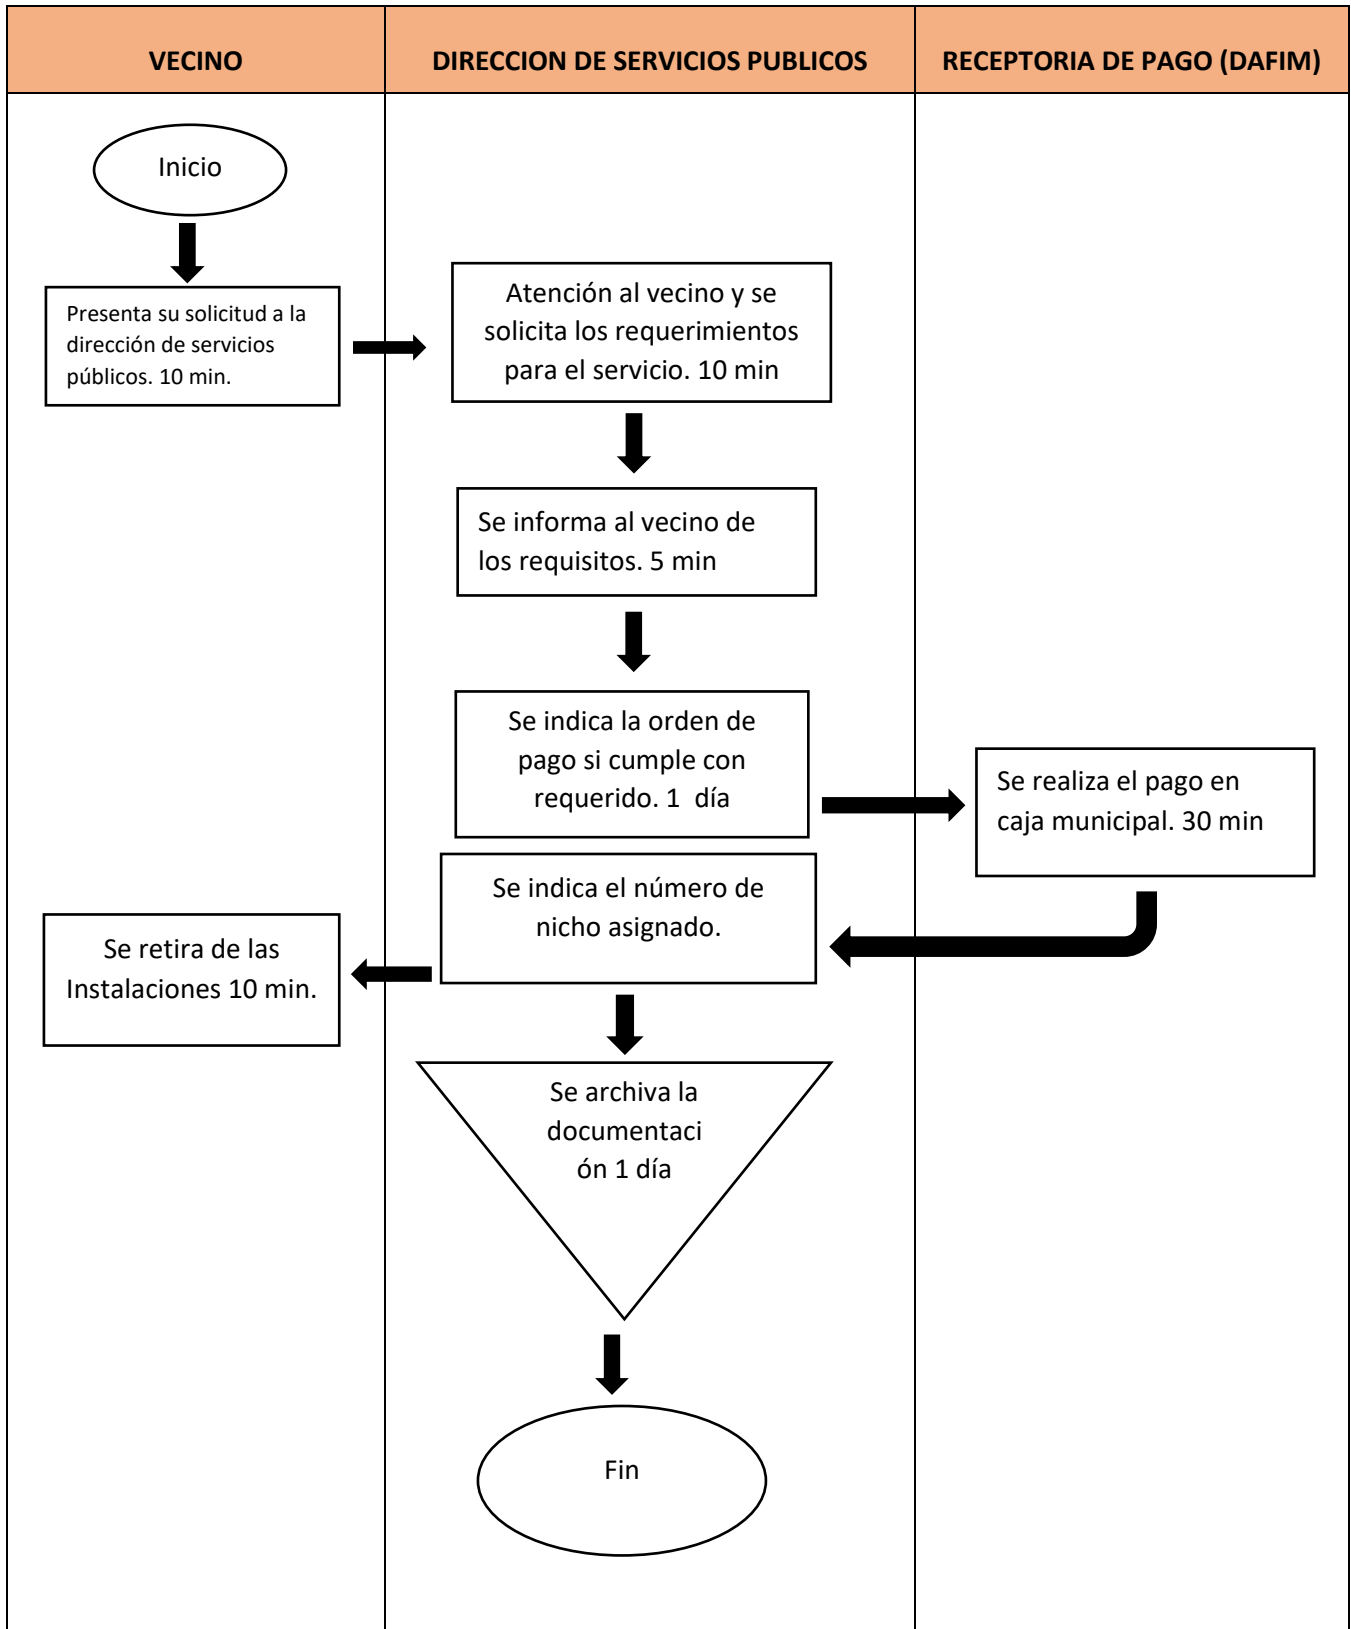 VECINO
DIRECCION DE SERVICIOS PUBLICOS
RECEPTORIA DE PAGO (DAFIM)
Inicio
Presenta su solicitud a la
dirección de servicios
públicos. 10 min.
Atención al vecino y se
solicita los requerimientos
para el servicio. 10 min
Se informa al vecino de
los requisitos. 5 min
Se indica la orden de
pago si cumple con
requerido. 1 día
Se realiza el pago en
caja municipal. 30 min
Se indica el número de
nicho asignado.
Se retira de las
Instalaciones 10 min.
Se archiva la
documentaci
ón 1 día
Fin